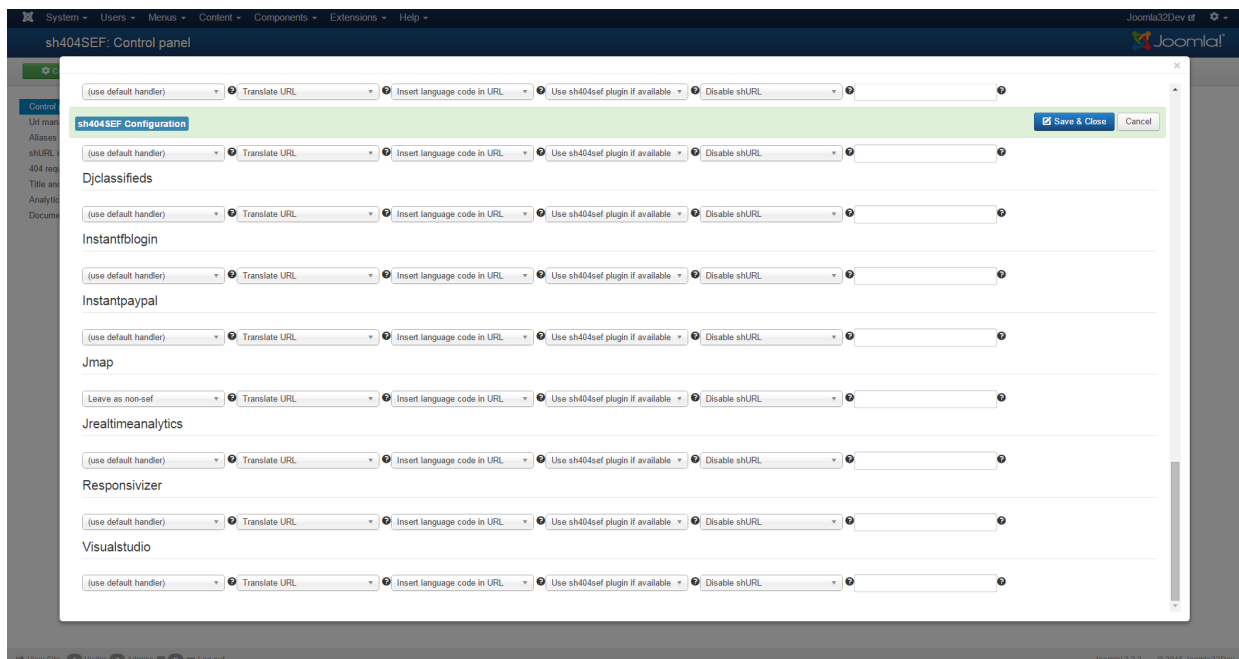 System Users Menus Content Components Extensions Help Joomla32Dev
sh404SEF: Control panel Joomla!
×
(use default handler) Translate URL Insert language code in URL Use sh404sef plugin if available Disable shURL
Control
sh404SEF Configuration Save & Close Cancel
Url man
Aliases
shURL
(use default handler) Translate URL Insert language code in URL Use sh404sef plugin if available Disable shURL
404 requ
Djclassifieds
Title and
Analytic
Docume
(use default handler) Translate URL Insert language code in URL Use sh404sef plugin if available Disable shURL
Instantfblogin
(use default handler) Translate URL Insert language code in URL Use sh404sef plugin if available Disable shURL
Instantpaypal
(use default handler) Translate URL Insert language code in URL Use sh404sef plugin if available Disable shURL
Jmap
Leave as non-sef Translate URL Insert language code in URL Use sh404sef plugin if available Disable shURL
Jrealtimeanalytics
(use default handler) Translate URL Insert language code in URL Use sh404sef plugin if available Disable shURL
Responsivizer
(use default handler) Translate URL Insert language code in URL Use sh404sef plugin if available Disable shURL
Visualstudio
(use default handler) Translate URL Insert language code in URL Use sh404sef plugin if available Disable shURL